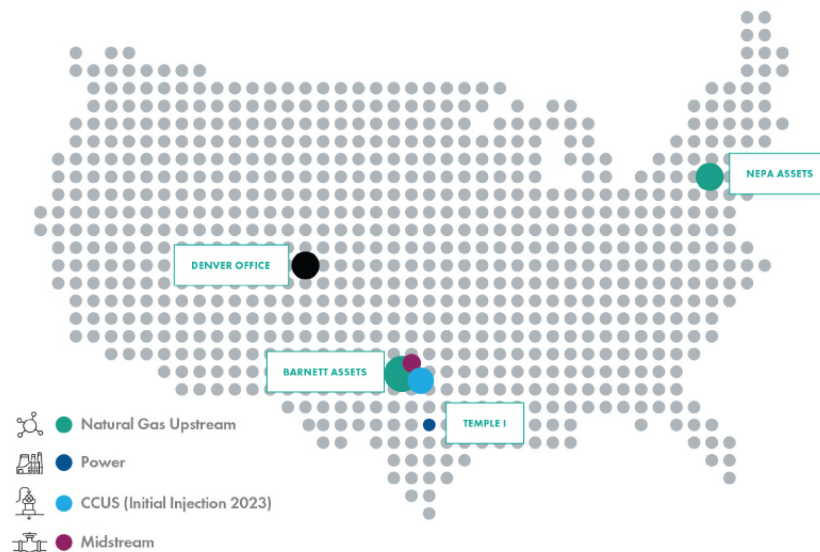 NEPA ASSETS
DENVER OFFICE
BARNETT ASSETS
TEMPLE I
Natural Gas Upstream
Power
CCUS (Initial Injection 2023)
Midstream